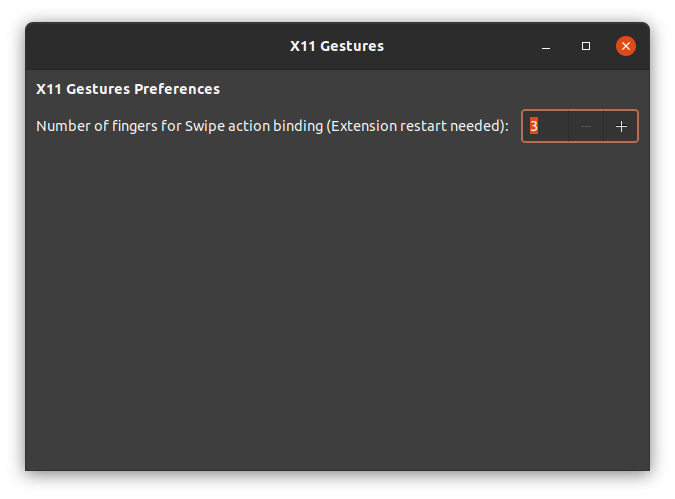 X11 Gestures
X11 Gestures Preferences
Number of fingers for Swipe action binding (Extension restart needed): 3